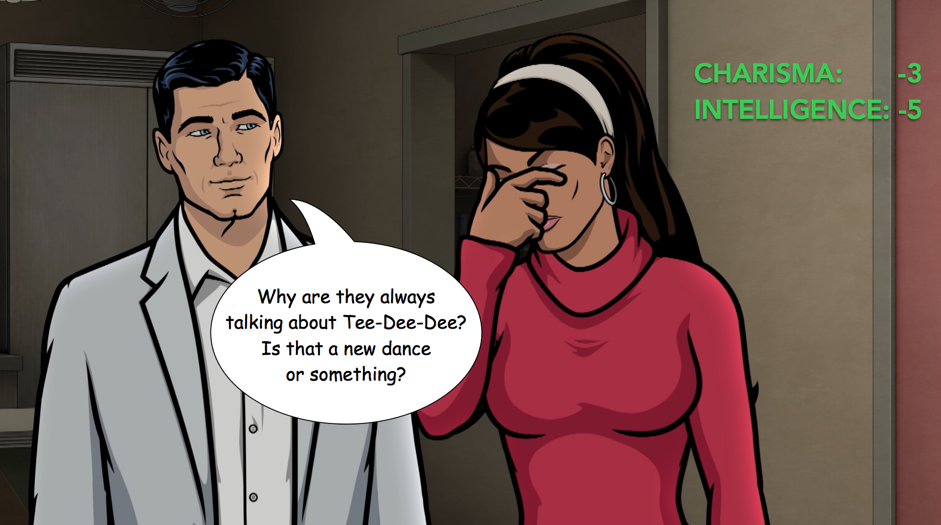 CHARISMA: -3
INTELLIGENCE: -5
Why are they always
talking about Tee-Dee-Dee?
Is that a new dance
or something?